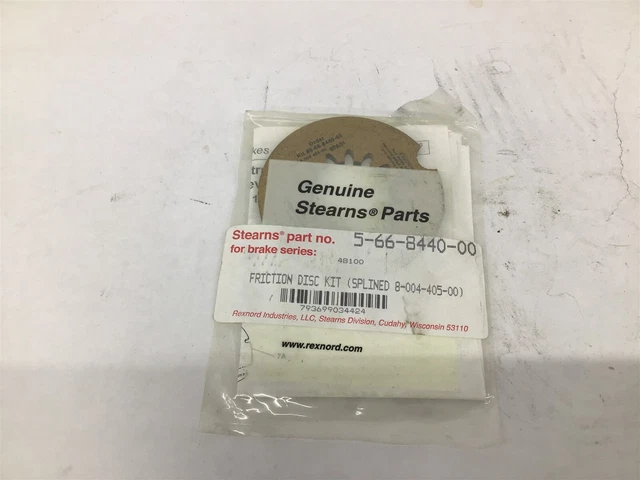 Genuine
Stearns® Parts
Stearns® part no. 5-66-8440-00
for brake series:
48100
FRICTION DISC KIT (SPLINED 8-004-405-00)
793699034424
Rexnord Industries, LLC, Stearns Division, Cudahy, Wisconsin 53110
www.rexnord.com
7A